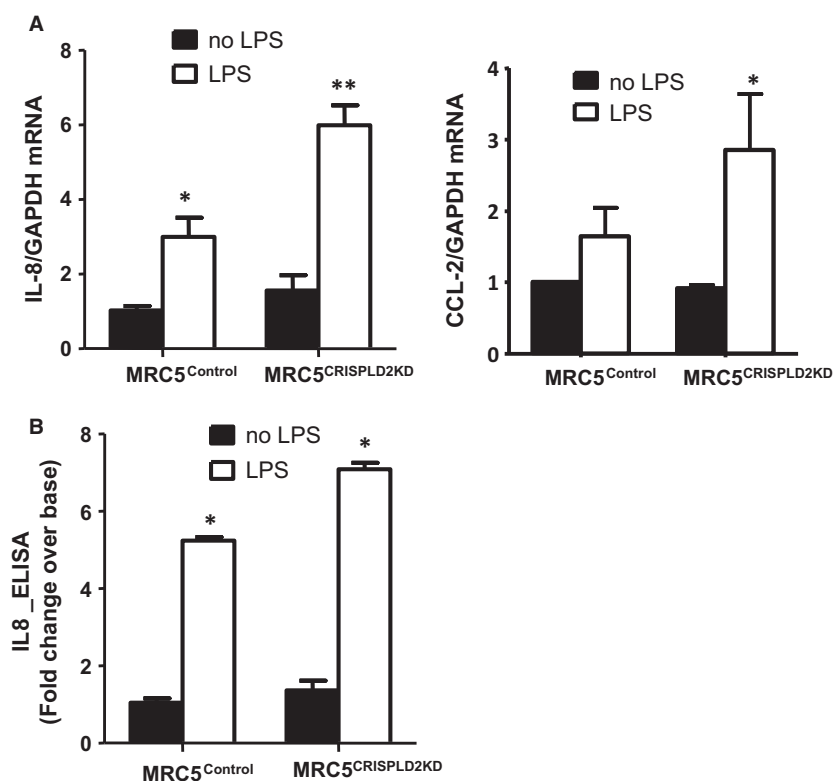 A
no LPS
LPS
IL-8/GAPDH mRNA
8
6
4
2
0
*
**
MRC5Control
MRC5CRISPLD2KD
no LPS
LPS
CCL-2/GAPDH mRNA
4
3
2
1
0
*
MRC5Control
MRC5CRISPLD2KD
B
no LPS
LPS
IL8 _ELISA
(Fold change over base)
8
6
4
2
0
*
*
MRC5Control
MRC5CRISPLD2KD